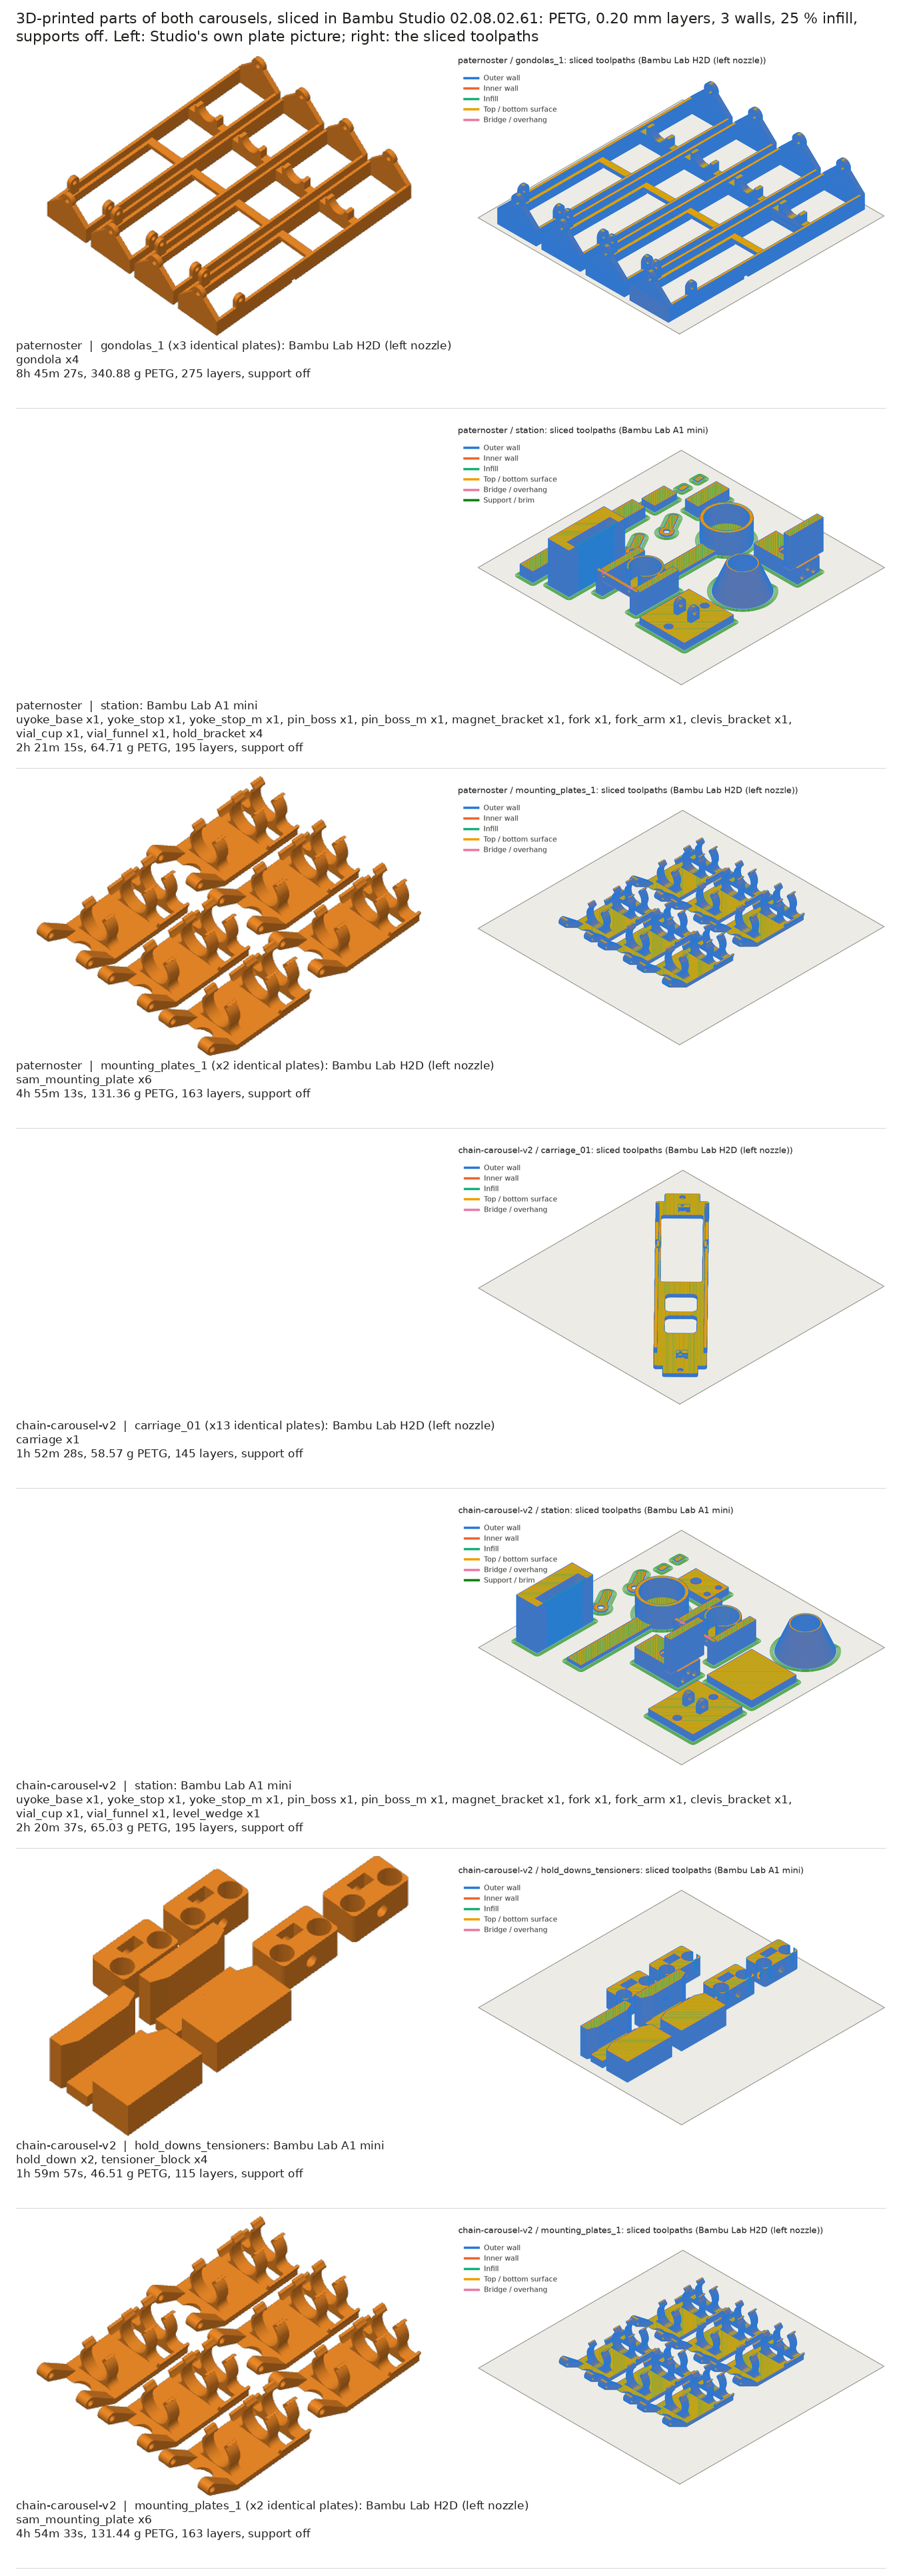 3D-printed parts of both carousels, sliced in Bambu Studio 02.08.02.61: PETG, 0.20 mm layers, 3 walls, 25 % infill,
supports off. Left: Studio's own plate picture; right: the sliced toolpaths
paternoster / gondolas_1: sliced toolpaths (Bambu Lab H2D (left nozzle))
Outer wall
Inner wall
Infill
Top / bottom surface
Bridge / overhang
paternoster | gondolas_1 (x3 identical plates): Bambu Lab H2D (left nozzle)
gondola x4
8h 45m 27s, 340.88 g PETG, 275 layers, support off
paternoster / station: sliced toolpaths (Bambu Lab A1 mini)
Outer wall
Inner wall
Infill
Top / bottom surface
Bridge / overhang
Support / brim
paternoster | station: Bambu Lab A1 mini
uyoke_base x1, yoke_stop x1, yoke_stop_m x1, pin_boss x1, pin_boss_m x1, magnet_bracket x1, fork x1, fork_arm x1, clevis_bracket x1,
vial_cup x1, vial_funnel x1, hold_bracket x4
2h 21m 15s, 64.71 g PETG, 195 layers, support off
paternoster / mounting_plates_1: sliced toolpaths (Bambu Lab H2D (left nozzle))
Outer wall
Inner wall
Infill
Top / bottom surface
Bridge / overhang
paternoster | mounting_plates_1 (x2 identical plates): Bambu Lab H2D (left nozzle)
sam_mounting_plate x6
4h 55m 13s, 131.36 g PETG, 163 layers, support off
chain-carousel-v2 / carriage_01: sliced toolpaths (Bambu Lab H2D (left nozzle))
Outer wall
Inner wall
Infill
Top / bottom surface
Bridge / overhang
chain-carousel-v2 | carriage_01 (x13 identical plates): Bambu Lab H2D (left nozzle)
carriage x1
1h 52m 28s, 58.57 g PETG, 145 layers, support off
chain-carousel-v2 / station: sliced toolpaths (Bambu Lab A1 mini)
Outer wall
Inner wall
Infill
Top / bottom surface
Bridge / overhang
Support / brim
chain-carousel-v2 | station: Bambu Lab A1 mini
uyoke_base x1, yoke_stop x1, yoke_stop_m x1, pin_boss x1, pin_boss_m x1, magnet_bracket x1, fork x1, fork_arm x1, clevis_bracket x1,
vial_cup x1, vial_funnel x1, level_wedge x1
2h 20m 37s, 65.03 g PETG, 195 layers, support off
chain-carousel-v2 / hold_downs_tensioners: sliced toolpaths (Bambu Lab A1 mini)
Outer wall
Inner wall
Infill
Top / bottom surface
Bridge / overhang
chain-carousel-v2 | hold_downs_tensioners: Bambu Lab A1 mini
hold_down x2, tensioner_block x4
1h 59m 57s, 46.51 g PETG, 115 layers, support off
chain-carousel-v2 / mounting_plates_1: sliced toolpaths (Bambu Lab H2D (left nozzle))
Outer wall
Inner wall
Infill
Top / bottom surface
Bridge / overhang
chain-carousel-v2 | mounting_plates_1 (x2 identical plates): Bambu Lab H2D (left nozzle)
sam_mounting_plate x6
4h 54m 33s, 131.44 g PETG, 163 layers, support off